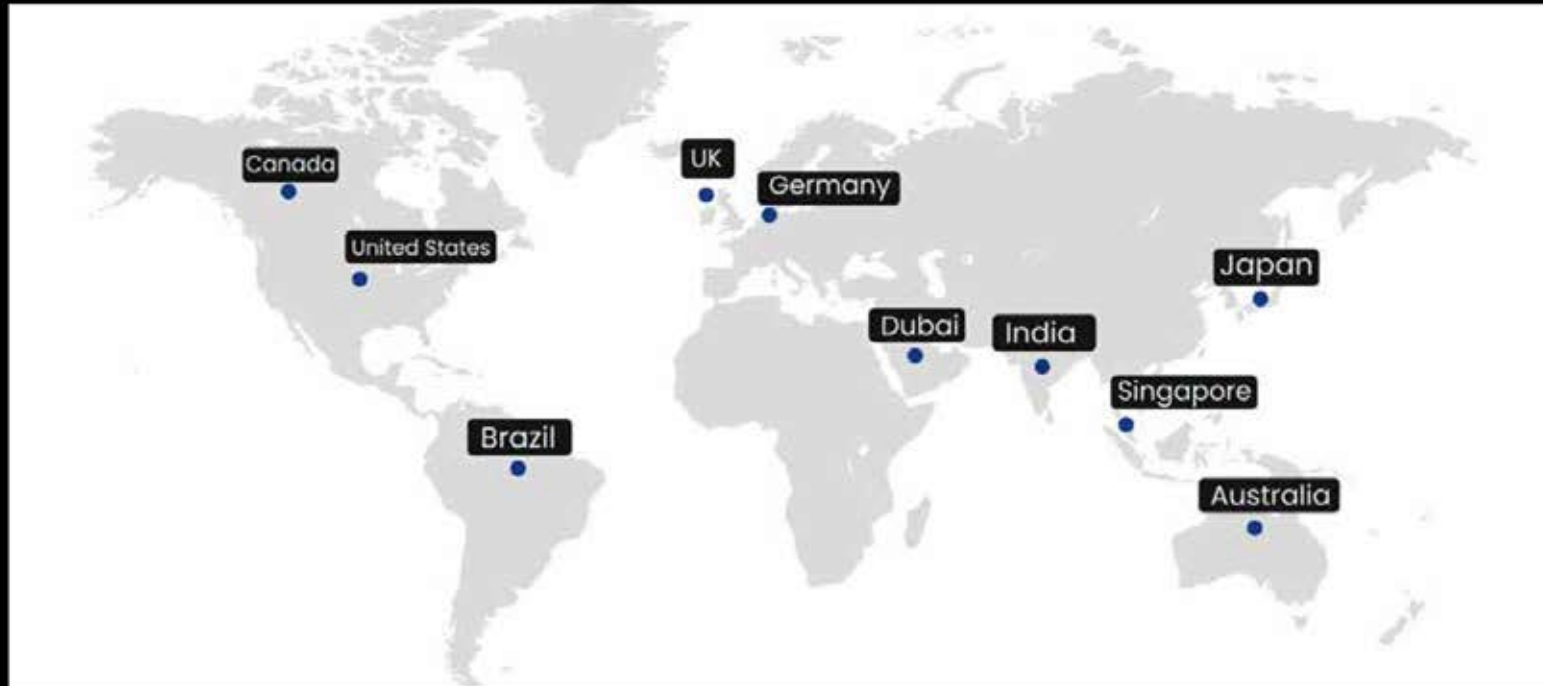 Canada
UK
Germany
United States
Japan
Dubai
India
Singapore
Brazil
Australia